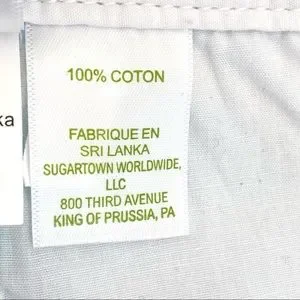 ka
100% COTON
FABRIQUE EN
SRI LANKA
SUGARTOWN WORLDWIDE,
LLC
800 THIRD AVENUE
KING OF PRUSSIA, PA